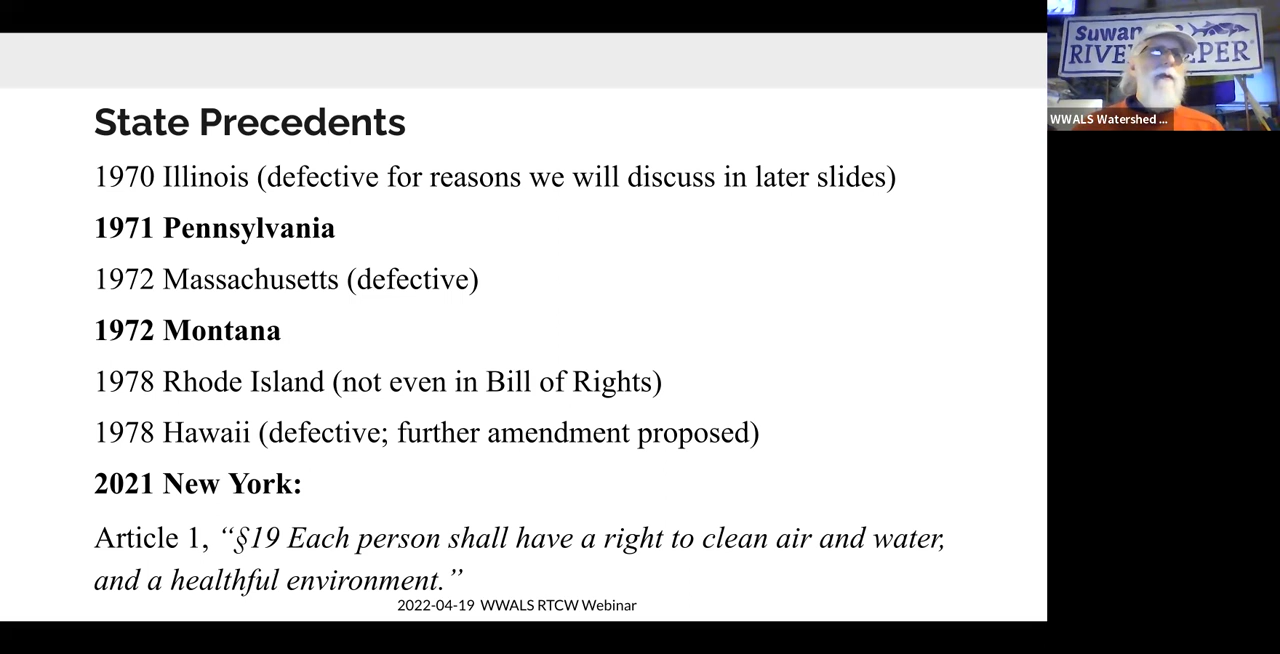 State Precedents
1970 Illinois (defective for reasons we will discuss in later slides)
1971 Pennsylvania
1972 Massachusetts (defective)
1972 Montana
1978 Rhode Island (not even in Bill of Rights)
1978 Hawaii (defective; further amendment proposed)
2021 New York:
Article 1, “§19 Each person shall have a right to clean air and water,
and a healthful environment.”
2022-04-19 WWALS RTCW Webinar
Suwan
RIVE EPER
WWALS Watershed ...